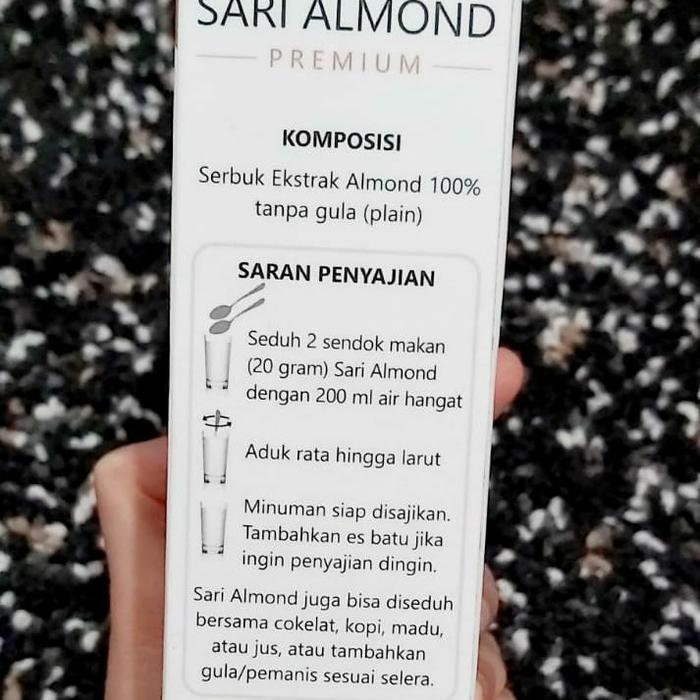 SARI ALMOND
PREMIUM
KOMPOSISI
Serbuk Ekstrak Almond 100%
tanpa gula (plain)
SARAN PENYAJIAN
Seduh 2 sendok makan
(20 gram) Sari Almond
dengan 200 ml air hangat
Aduk rata hingga larut
Minuman siap disajikan.
Tambahkan es batu jika
ingin penyajian dingin.
Sari Almond juga bisa diseduh
bersama cokelat, kopi, madu,
atau jus, atau tambahkan
gula/pemanis sesuai selera.